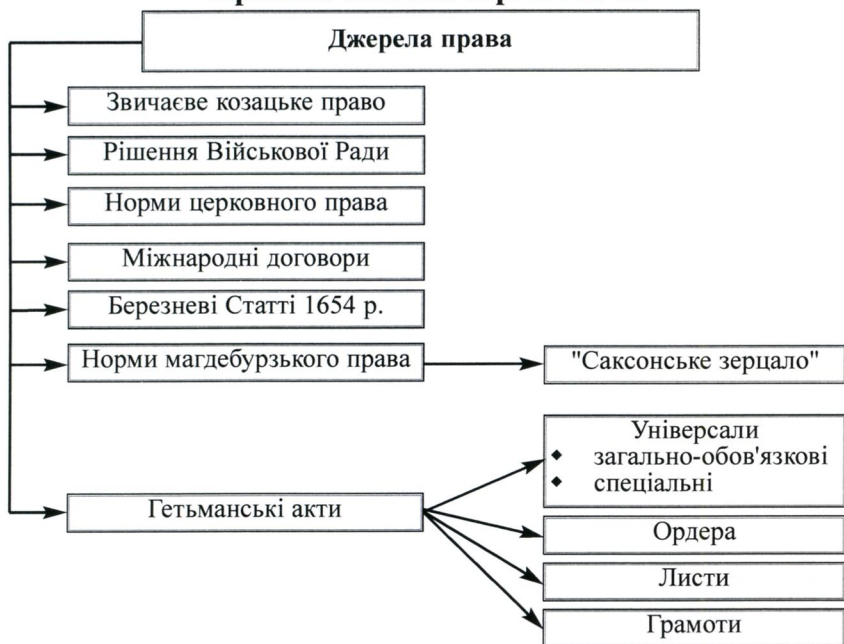 Джерела права
Звичаєве козацьке право
Рішення Військової Ради
Норми церковного права
Міжнародні договори
Березневі Статті 1654 р.
Норми магдебурзького права
"Саксонське зерцало"
Гетьманські акти
Універсали
загально-обов'язкові
спеціальні
Ордера
Листи
Грамоти